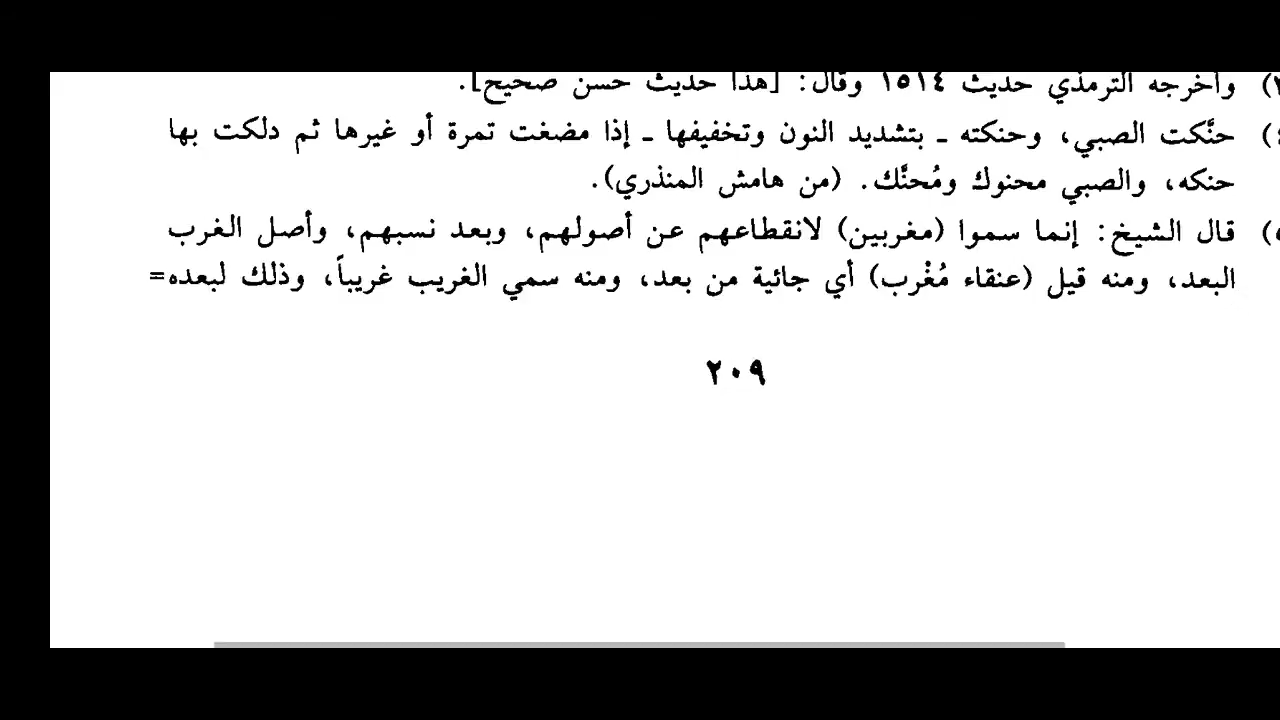 وأخرجه الترمذي حديث ١٥١٤ وقال: [هذا حديث حسن صحيح].
حنَّكت الصبي، وحنكته ـ بتشديد النون وتخفيفها ـ إذا مضغت تمرة أو غيرها ثم دلكت بها
حنكه، والصبي محنوك ومُحنَّك. (من هامش المنذري).
قال الشيخ: إنما سموا (مغربين) لانقطاعهم عن أصولهم، وبعد نسبهم، وأصل الغرب
البعد، ومنه قيل (عنقاء مُغْرب) أي جائية من بعد، ومنه سمي الغريب غريباً، وذلك لبعده=
٢٠٩